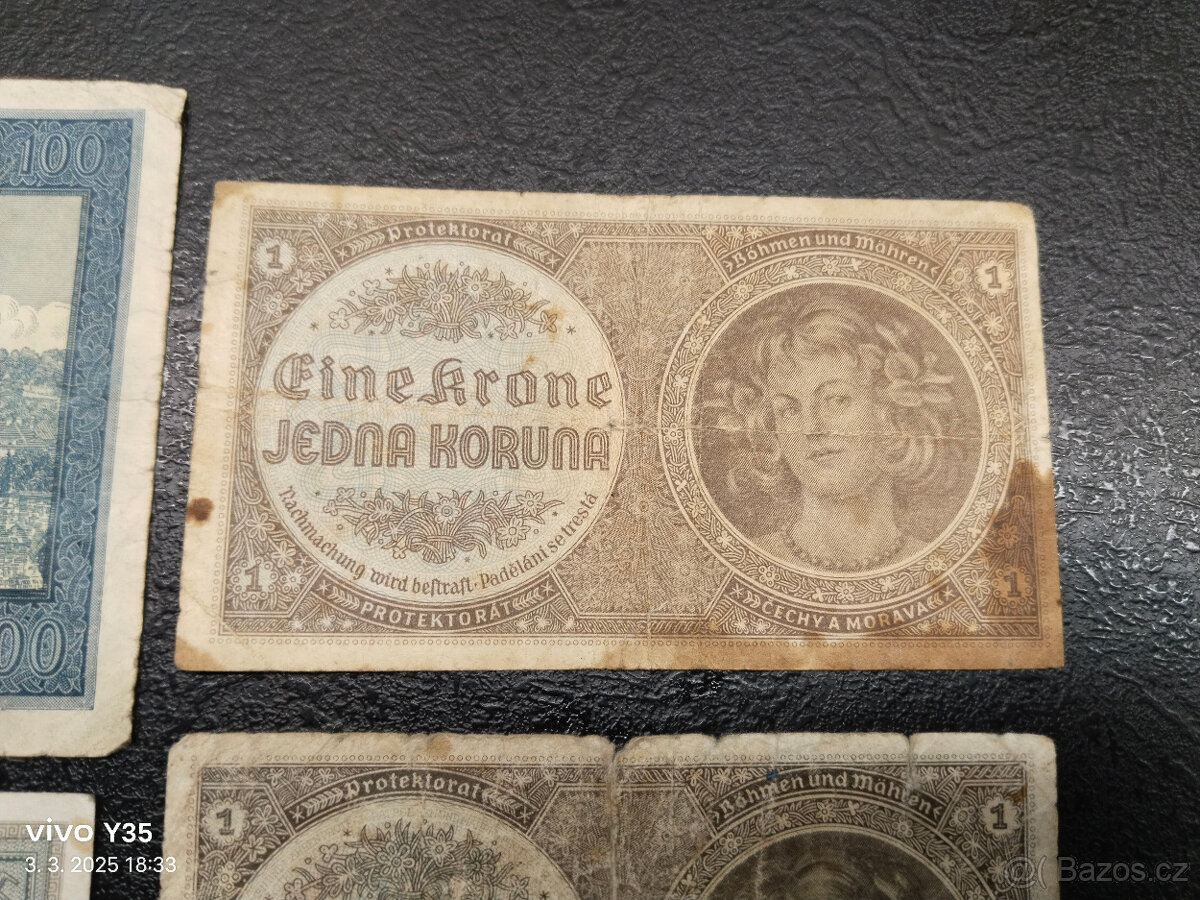 100
Protektorat
Böhmen und Mähren
1
1
Eine Krone
JEDNA KORUNA
Nachmachung wird bestraft · Padělání se trestá
1
1
PROTEKTORÁT
ČECHY A MORAVA
00
Protektorat
Böhmen und Mähren
1
1
vivo Y35
3. 3. 2025 18:33
Bazos.cz